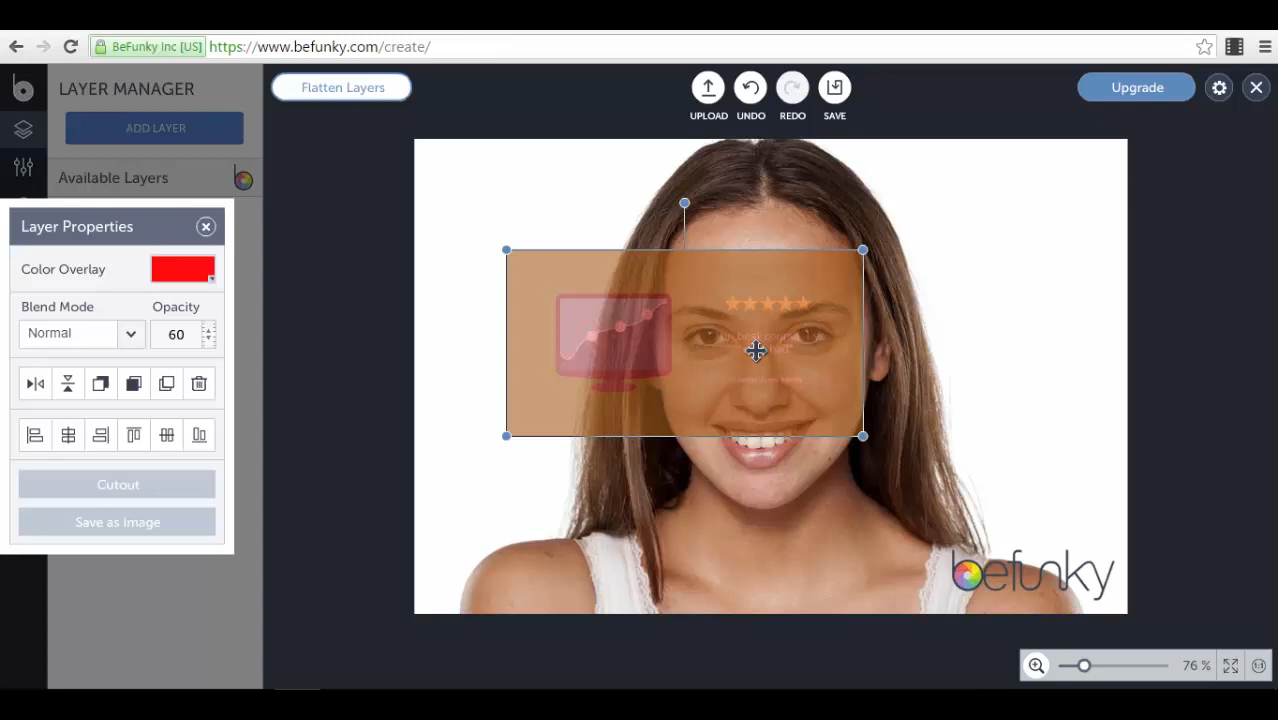 BeFunky Inc [US]
https://www.befunky.com/create/
LAYER MANAGER
Flatten Layers
Upgrade
UPLOAD
UNDO
REDO
SAVE
ADD LAYER
Available Layers
Layer Properties
Color Overlay
Blend Mode
Opacity
Normal
60
Cutout
Save as Image
befunky
76 %